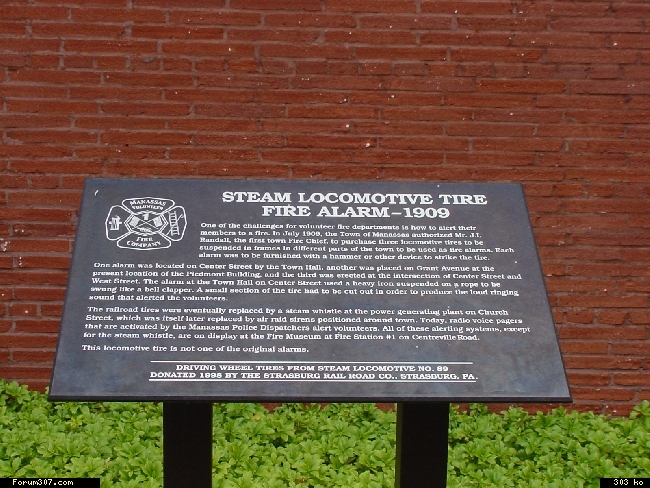 MANASSAS
VOLUNTEER
FIRE
COMPANY
STEAM LOCOMOTIVE TIRE
FIRE ALARM–1909
One of the challenges for volunteer fire departments is how to alert their
members to a fire. In July 1909, the Town of Manassas authorized Mr. J.I.
Randall, the first town Fire Chief, to purchase three locomotive tires to be
suspended in frames in different parts of the town to be used as fire alarms. Each
alarm was to be furnished with a hammer or other device to strike the tire.
One alarm was located on Center Street by the Town Hall, another was placed on Grant Avenue at the
present location of the Pindercenter Building, and the third was erected at the intersection of Center Street and
West Street. The alarm at the Town Hall on Center Street used a heavy iron suspended on a rope to be
swung like a bell clapper. A small section of the tire had to be cut out in order to produce the loud ringing
sound that alerted the volunteers.
The railroad tires were eventually replaced by a steam whistle at the power generating plant on Church
Street, which was itself later replaced by air raid sirens positioned around town. Today, radio voice pagers
that are activated by the Manassas Police Dispatchers alert volunteers. All of these alerting systems, except
for the steam whistle, are on display at the Fire Museum at Fire Station #1 on Centreville Road.
This locomotive tire is not one of the original alarms.
DRIVING WHEEL TIRES FROM STEAM LOCOMOTIVE NO. 89
DONATED 1998 BY THE STRASBURG RAIL ROAD CO., STRASBURG, PA.
Forum307.com
303 ko